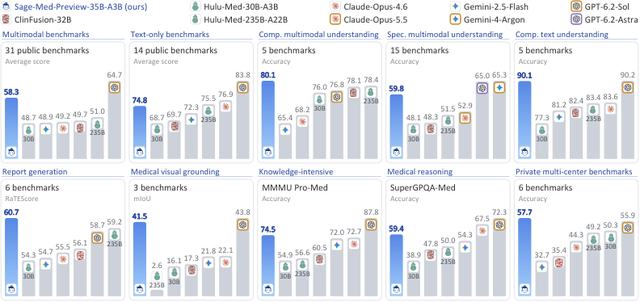 Sage-Med-Preview-35B-A3B (ours)
Hulu-Med-30B-A3B
Claude-Opus-4.6
Gemini-2.5-Flash
GPT-6.2-Sol
ClinFusion-32B
Hulu-Med-235B-A22B
Claude-Opus-5.5
Gemini-4-Argon
GPT-6.2-Astra
Multimodal benchmarks
31 public benchmarks
Average score
58.3
48.7
48.9
49.2
49.7
51.0
64.7
30B
235B
Text-only benchmarks
14 public benchmarks
Average score
74.8
68.7
69.7
72.3
75.5
76.9
83.8
30B
235B
Comp. multimodal understanding
5 benchmarks
Accuracy
80.1
65.4
68.2
76.0
76.8
78.1
78.4
30B
235B
Spec. multimodal understanding
15 benchmarks
Accuracy
59.8
48.1
48.3
51.5
52.9
65.0
65.3
30B
235B
Comp. text understanding
5 benchmarks
Accuracy
90.1
77.3
81.2
82.4
83.4
83.6
90.2
30B
235B
Report generation
6 benchmarks
RaTEScore
60.7
54.3
54.7
55.5
56.1
58.7
59.2
30B
235B
Medical visual grounding
3 benchmarks
mIoU
41.5
2.6
16.1
17.3
21.8
22.1
43.8
235B
30B
Knowledge-intensive
MMMU Pro-Med
Accuracy
74.5
54.9
56.6
60.5
72.0
72.7
87.8
30B
235B
Medical reasoning
SuperGPQA-Med
Accuracy
59.4
38.9
47.8
50.0
54.3
67.5
72.3
30B
235B
Private multi-center benchmarks
6 benchmarks
Accuracy
57.7
32.7
35.4
44.3
49.2
50.3
55.9
30B
235B